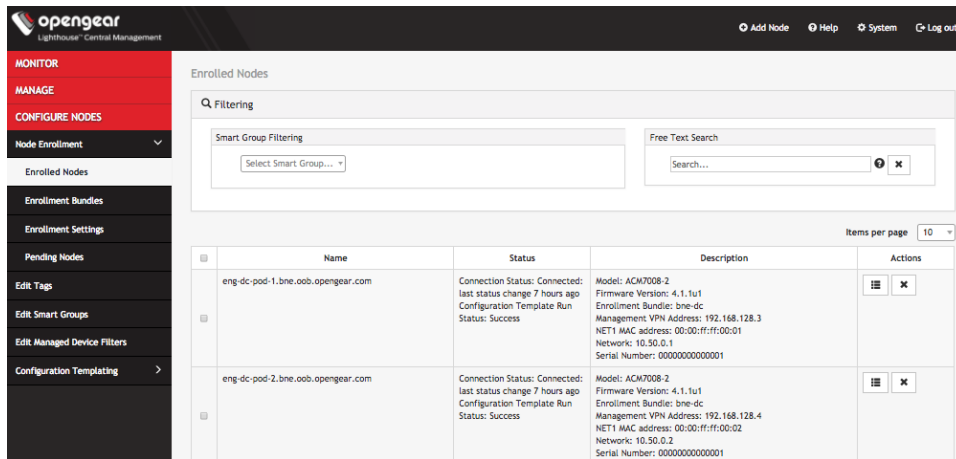 opengear
Lighthouse™ Central Management
Add Node
Help
System
Log out
MONITOR
MANAGE
CONFIGURE NODES
Node Enrollment
Enrolled Nodes
Enrollment Bundles
Enrollment Settings
Pending Nodes
Edit Tags
Edit Smart Groups
Edit Managed Device Filters
Configuration Templating
Enrolled Nodes
Filtering
Smart Group Filtering
Select Smart Group...
Free Text Search
Search...
Items per page 10
Name Status Description Actions
eng-dc-pod-1.bne.oob.opengear.com
Connection Status: Connected:
last status change 7 hours ago
Configuration Template Run
Status: Success
Model: ACM7008-2
Firmware Version: 4.1.1u1
Enrollment Bundle: bne-dc
Management VPN Address: 192.168.128.3
NET1 MAC address: 00:00:ff:ff:00:01
Network: 10.50.0.1
Serial Number: 00000000000001
eng-dc-pod-2.bne.oob.opengear.com
Connection Status: Connected:
last status change 7 hours ago
Configuration Template Run
Status: Success
Model: ACM7008-2
Firmware Version: 4.1.1u1
Enrollment Bundle: bne-dc
Management VPN Address: 192.168.128.4
NET1 MAC address: 00:00:ff:ff:00:02
Network: 10.50.0.2
Serial Number: 00000000000001